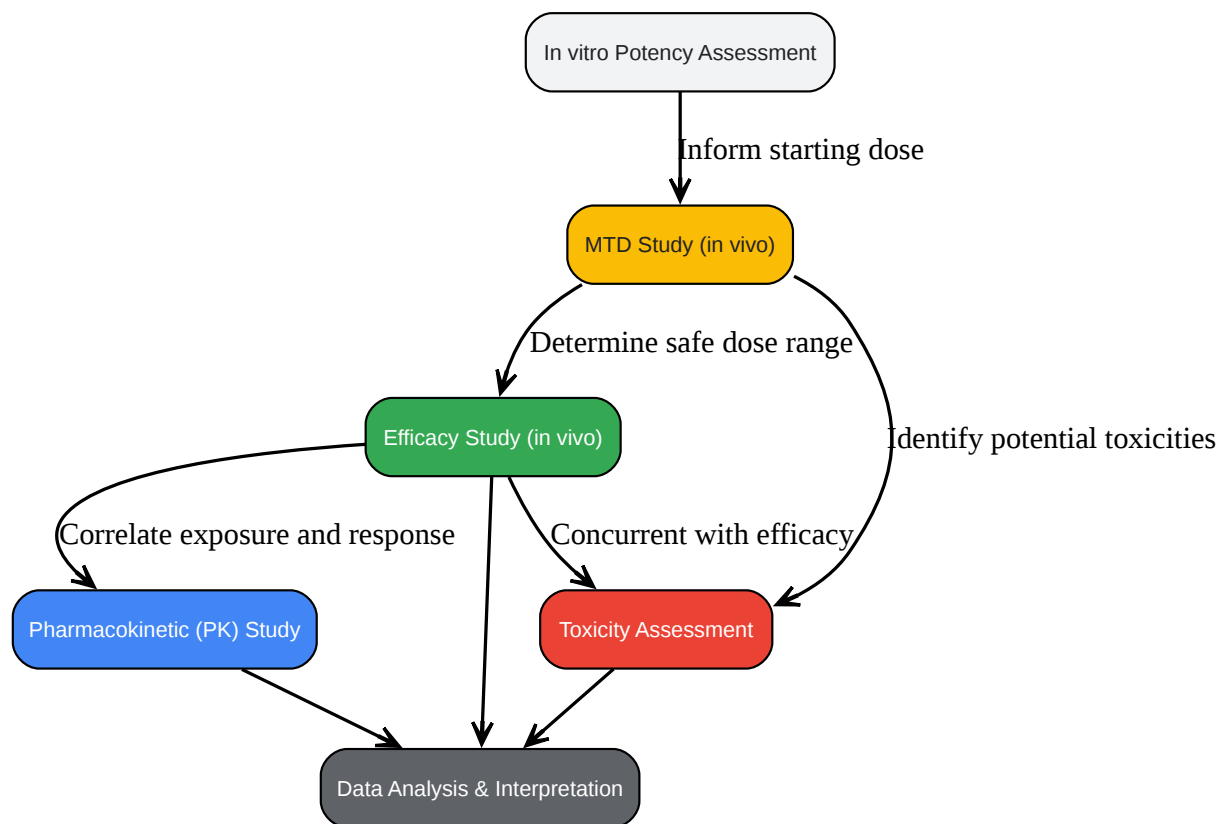 In vitro Potency Assessment
Inform starting dose
MTD Study (in vivo)
Determine safe dose range
Efficacy Study (in vivo)
Identify potential toxicities
Correlate exposure and response
Concurrent with efficacy
Pharmacokinetic (PK) Study
Toxicity Assessment
Data Analysis & Interpretation